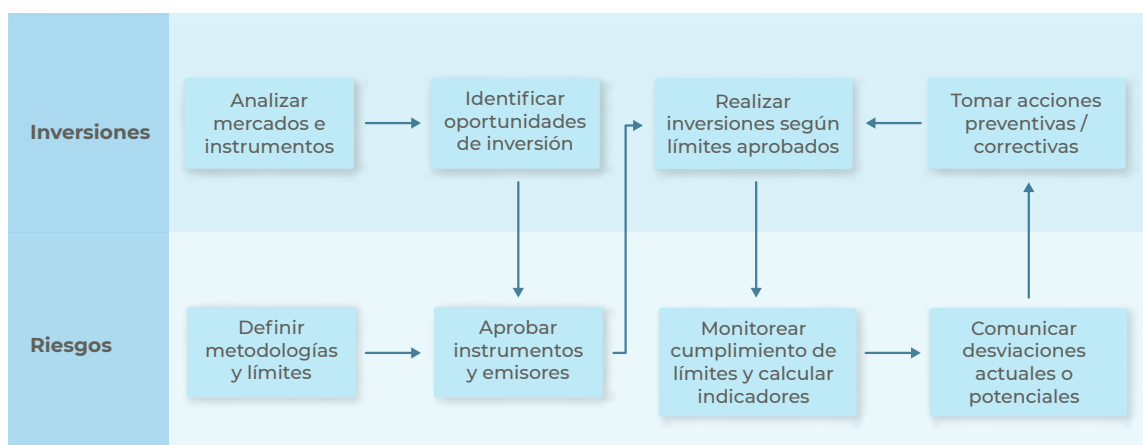 Inversiones
Analizar
mercados e
instrumentos
Identificar
oportunidades
de inversión
Realizar
inversiones según
límites aprobados
Tomar acciones
preventivas /
correctivas
Riesgos
Definir
metodologías
y límites
Aprobar
instrumentos
y emisores
Monitorear
cumplimiento de
límites y calcular
indicadores
Comunicar
desviaciones
actuales o
potenciales